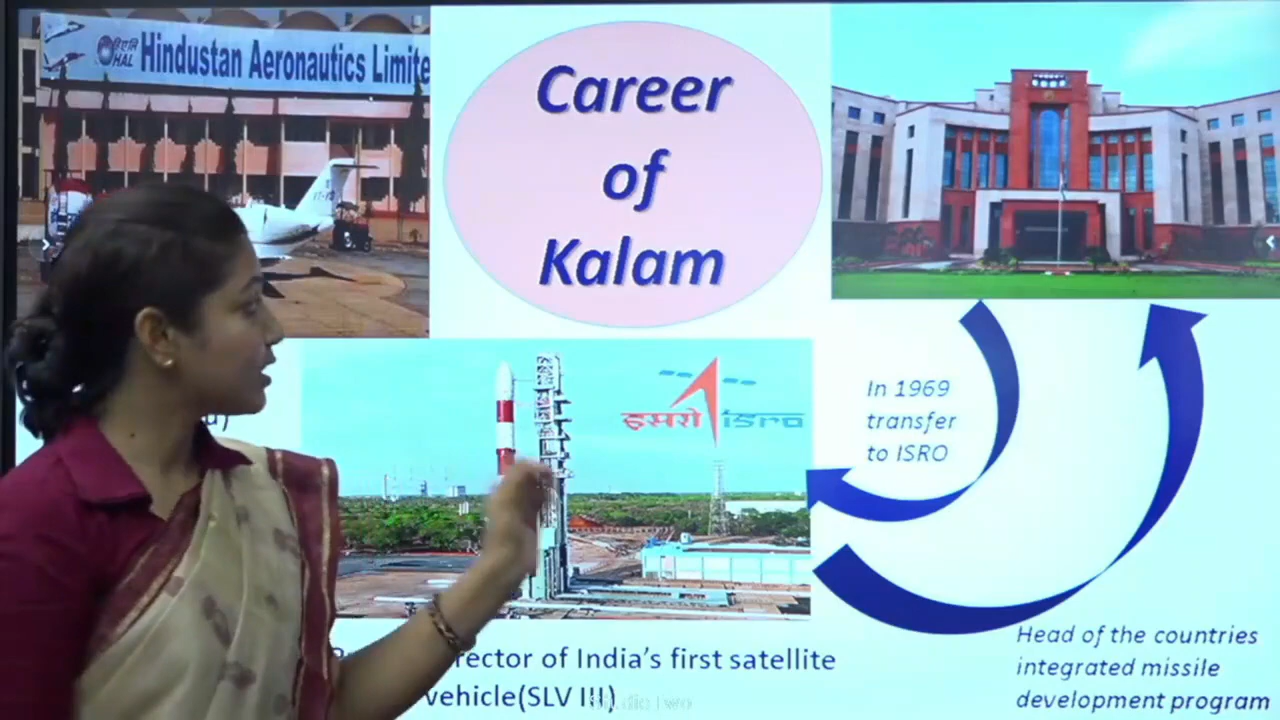 एचएएल
HAL
Hindustan Aeronautics Limite
Career
of
Kalam
इसरो isro
In 1969
transfer
to ISRO
rector of India's first satellite
vehicle(SLV III)
Head of the countries
integrated missile
development program